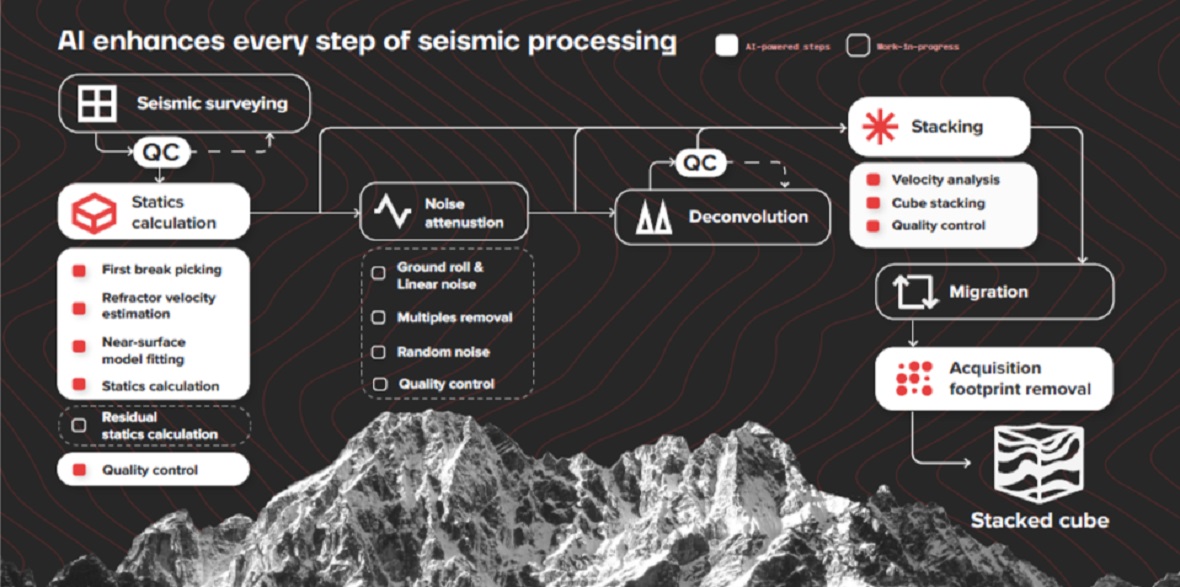 AI enhances every step of seismic processing
AI-powered steps
Work-in-progress
Seismic surveying
QC
Statics
calculation
First break picking
Refractor velocity
estimation
Near-surface
model fitting
Statics calculation
Residual
statics calculation
Quality control
Noise
attenustion
Ground roll &
Linear noise
Multiples removal
Random noise
Quality control
QC
Deconvolution
Stacking
Velocity analysis
Cube stacking
Quality control
Migration
Acquisition
footprint removal
Stacked cube